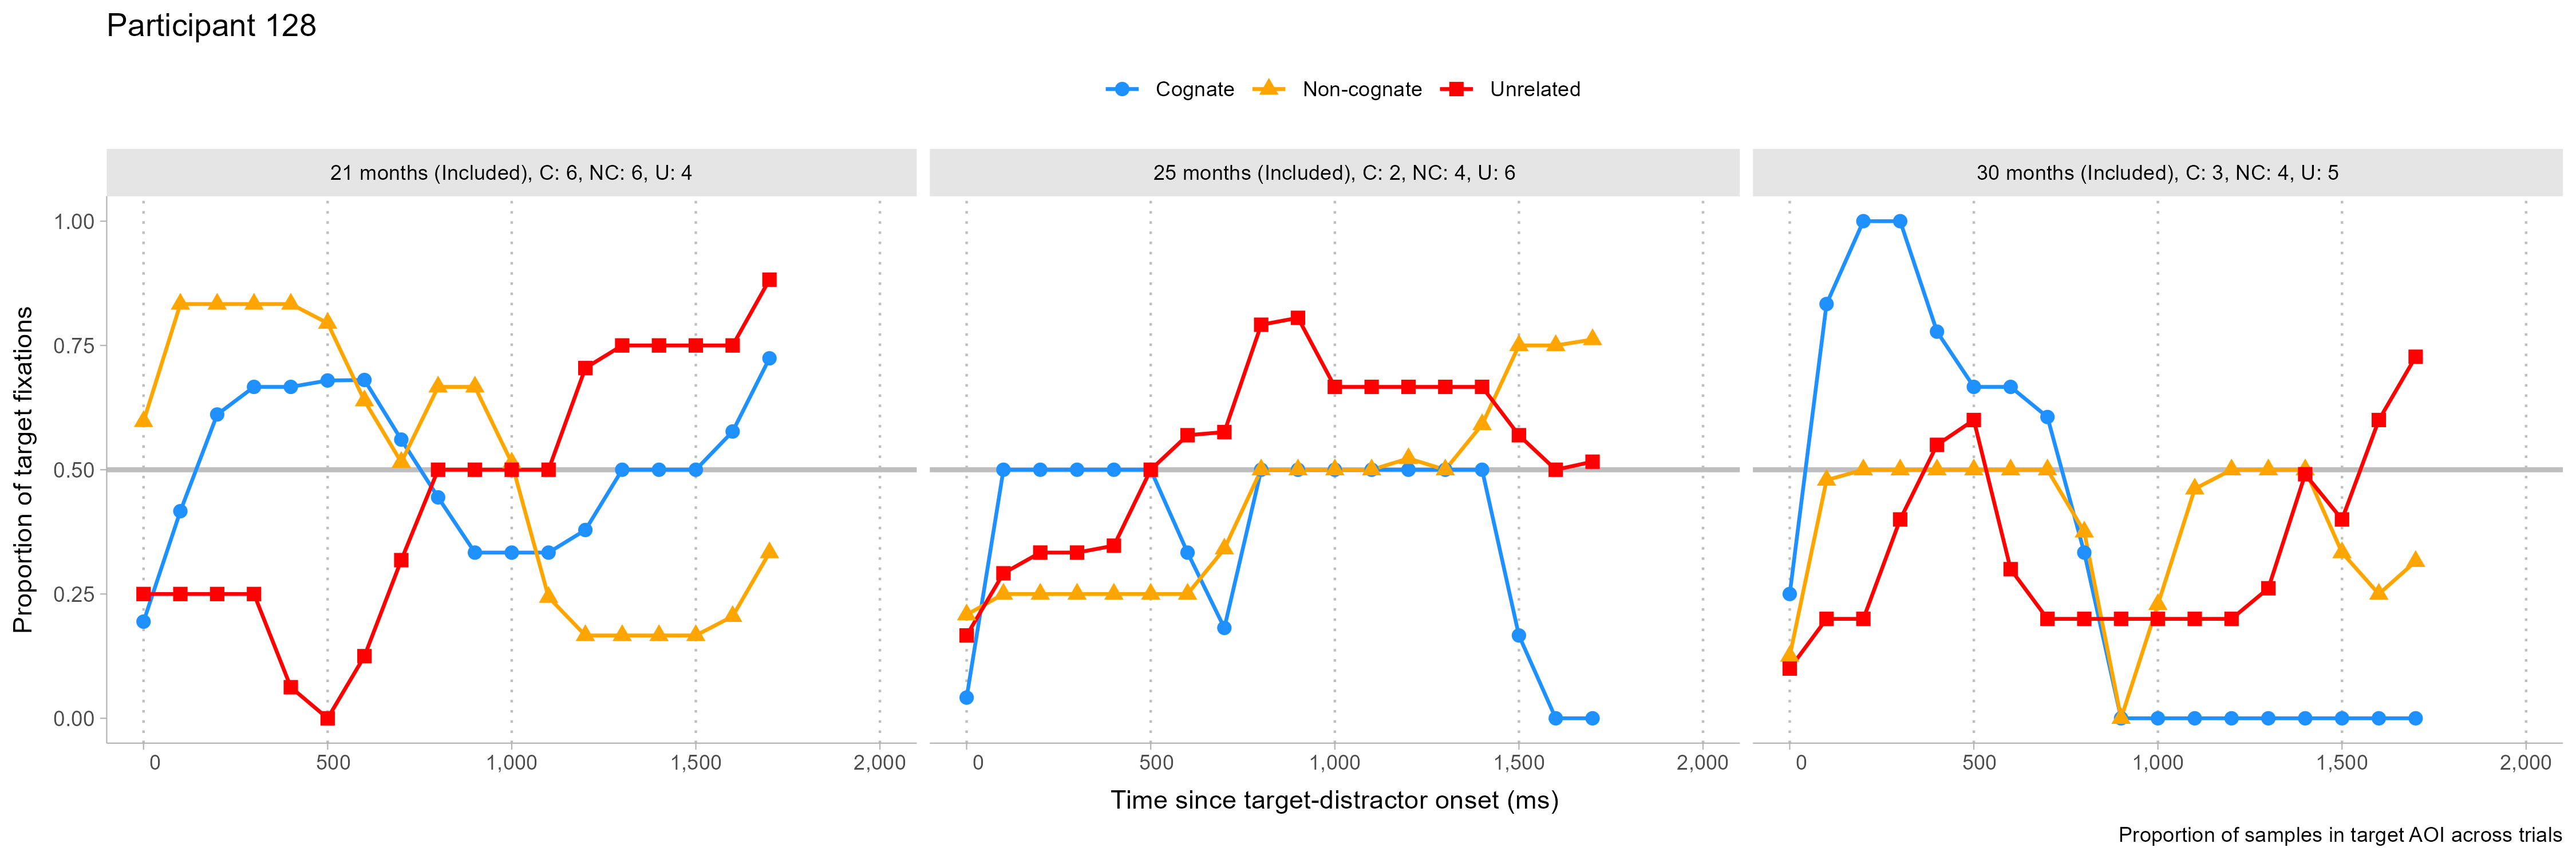 Participant 128
Cognate Non-cognate Unrelated
21 months (Included), C: 6, NC: 6, U: 4
25 months (Included), C: 2, NC: 4, U: 6
30 months (Included), C: 3, NC: 4, U: 5
Proportion of target fixations
1.00
0.75
0.50
0.25
0.00
0 500 1,000 1,500 2,000
0 500 1,000 1,500 2,000
0 500 1,000 1,500 2,000
Time since target-distractor onset (ms)
Proportion of samples in target AOI across trials